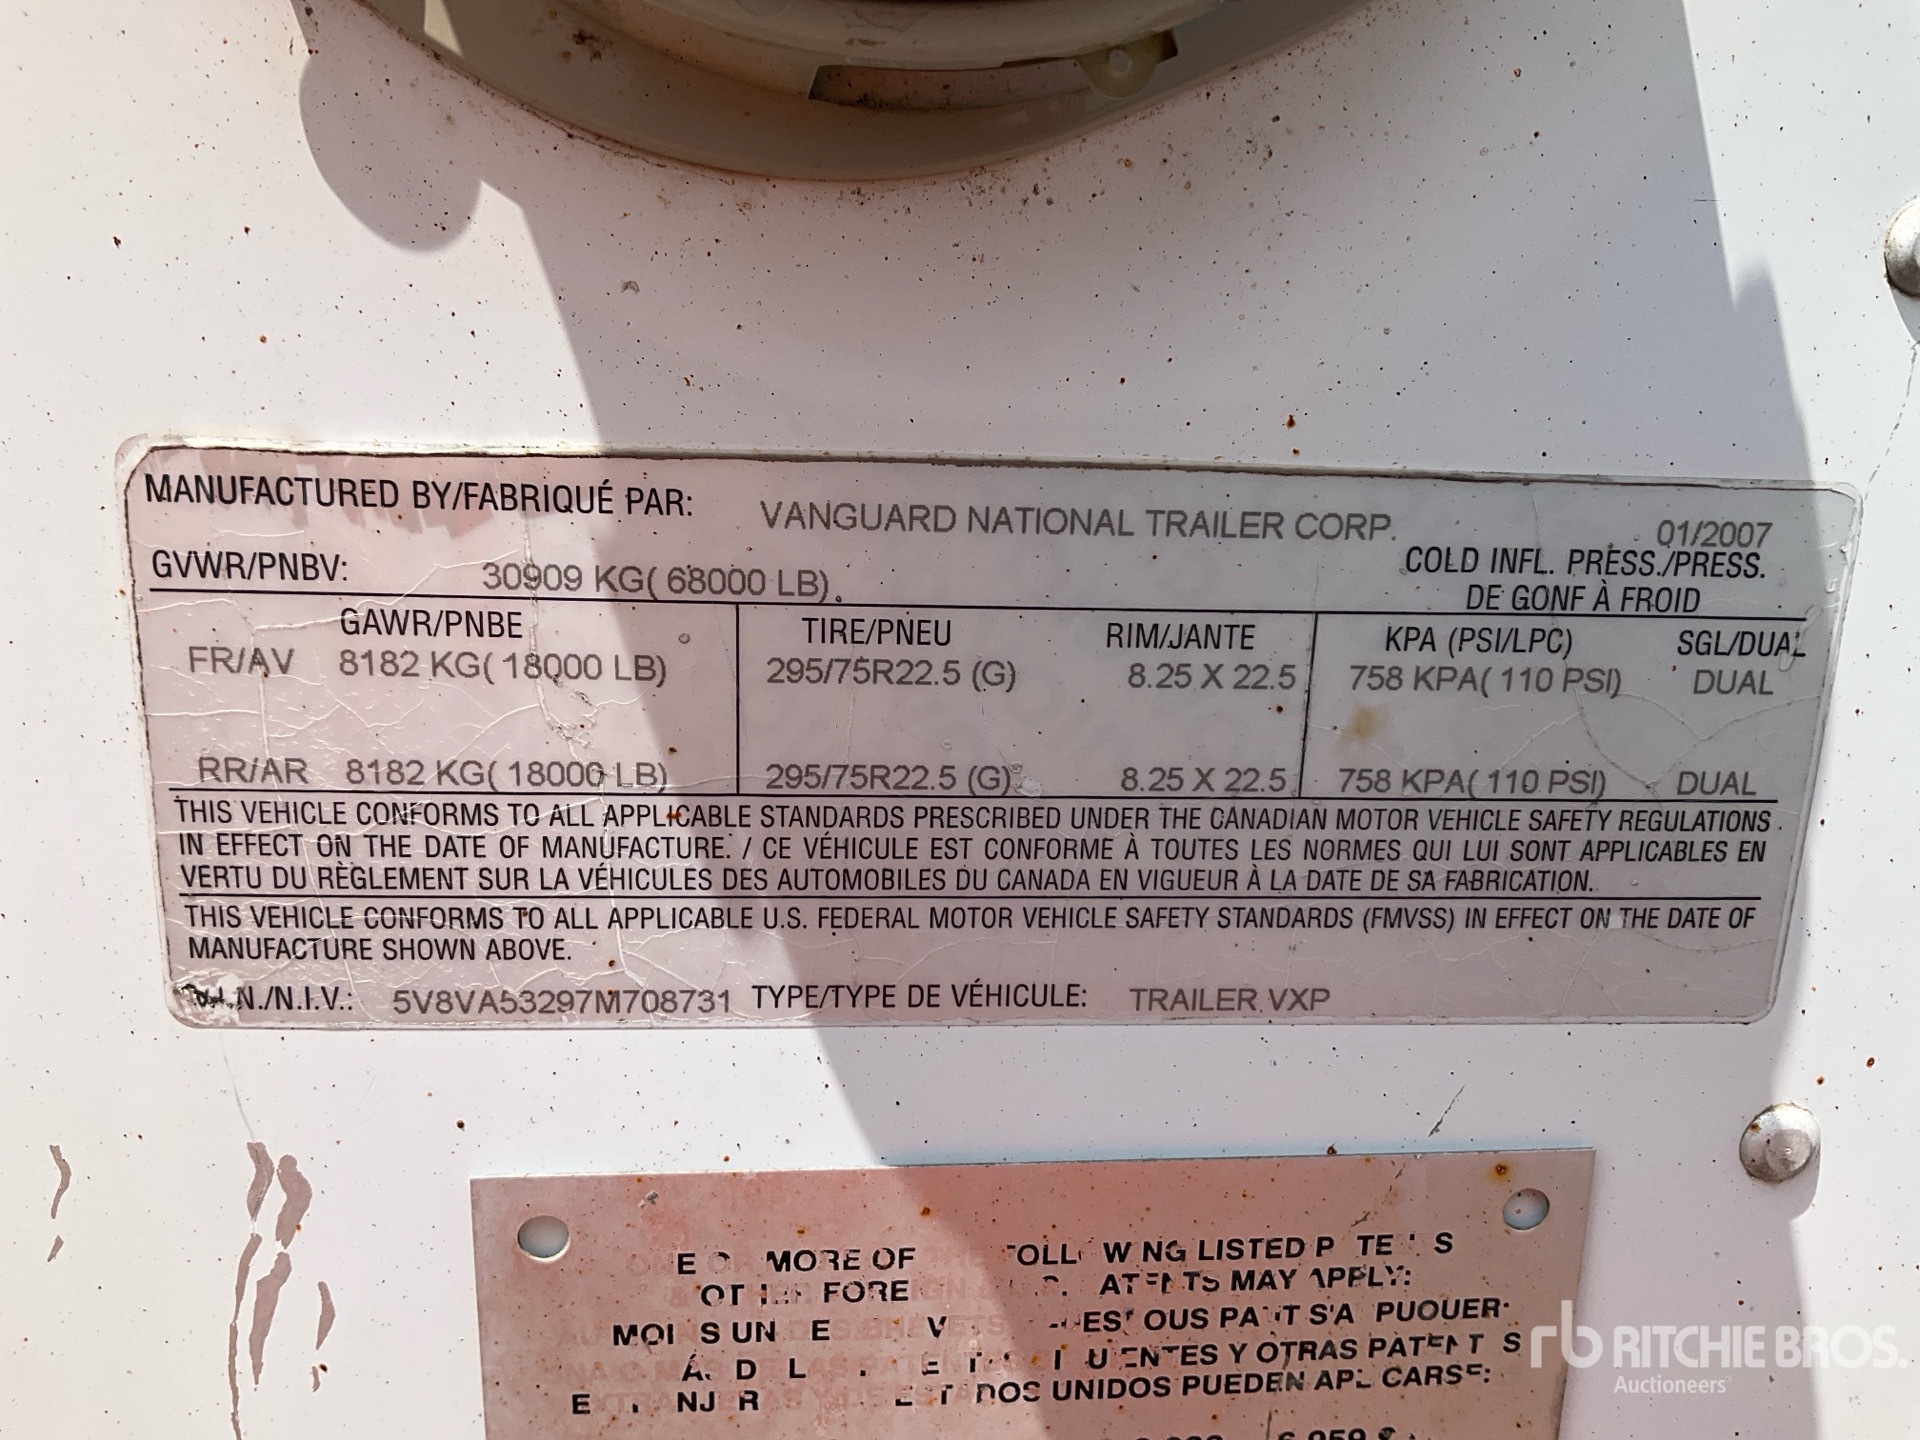 MANUFACTURED BY/FABRIQUÉ PAR: VANGUARD NATIONAL TRAILER CORP. 01/2007
GVWR/PNBV: 30909 KG( 68000 LB) COLD INFL. PRESS./PRESS.
DE GONF À FROID
GAWR/PNBE TIRE/PNEU RIM/JANTE KPA (PSI/LPC) SGL/DUAL
FR/AV 8182 KG( 18000 LB) 295/75R22.5 (G) 8.25 X 22.5 758 KPA( 110 PSI) DUAL
RR/AR 8182 KG( 18000 LB) 295/75R22.5 (G) 8.25 X 22.5 758 KPA( 110 PSI) DUAL
THIS VEHICLE CONFORMS TO ALL APPLICABLE STANDARDS PRESCRIBED UNDER THE CANADIAN MOTOR VEHICLE SAFETY REGULATIONS
IN EFFECT ON THE DATE OF MANUFACTURE. / CE VÉHICULE EST CONFORME À TOUTES LES NORMES QUI LUI SONT APPLICABLES EN
VERTU DU RÈGLEMENT SUR LA VÉHICULES DES AUTOMOBILES DU CANADA EN VIGUEUR À LA DATE DE SA FABRICATION.
THIS VEHICLE CONFORMS TO ALL APPLICABLE U.S. FEDERAL MOTOR VEHICLE SAFETY STANDARDS (FMVSS) IN EFFECT ON THE DATE OF
MANUFACTURE SHOWN ABOVE.
N./N.I.V.: 5V8VA53297M708731 TYPE/TYPE DE VÉHICULE: TRAILER VXP
MORE OF LISTED
MAY APPLY:
Y OTRAS
UNIDOS PUEDEN
rb RITCHIE BROS.
Auctioneers